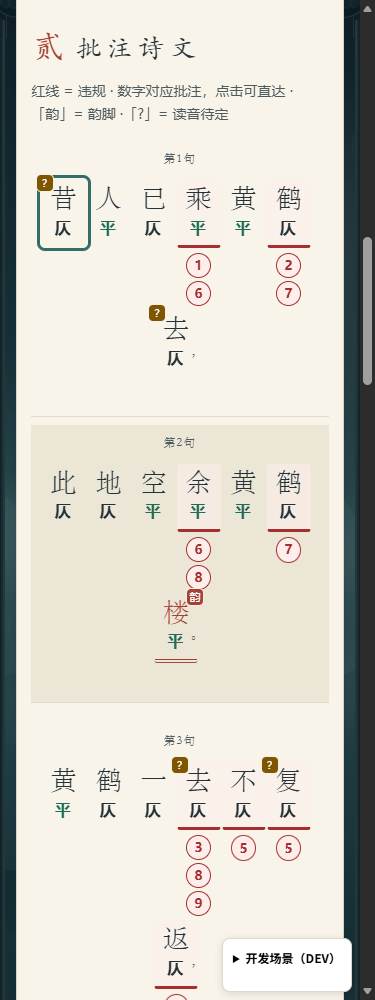 贰 批注诗文
红线 = 违规 · 数字对应批注，点击可直达 ·
「韵」= 韵脚 ·「?」= 读音待定
第1句
? 昔 人 已 乘 黄 鹤
仄 平 仄 平 平 仄
1 2
6 7
? 去
仄 ，
第2句
此 地 空 余 黄 鹤
仄 仄 平 平 平 仄
6 7
8
楼 韵
平 。
第3句
黄 鹤 一 ? 去 不 ? 复
平 仄 仄 仄 仄 仄
3 5 5
8
9
返
仄 ，
▶ 开发场景（DEV）